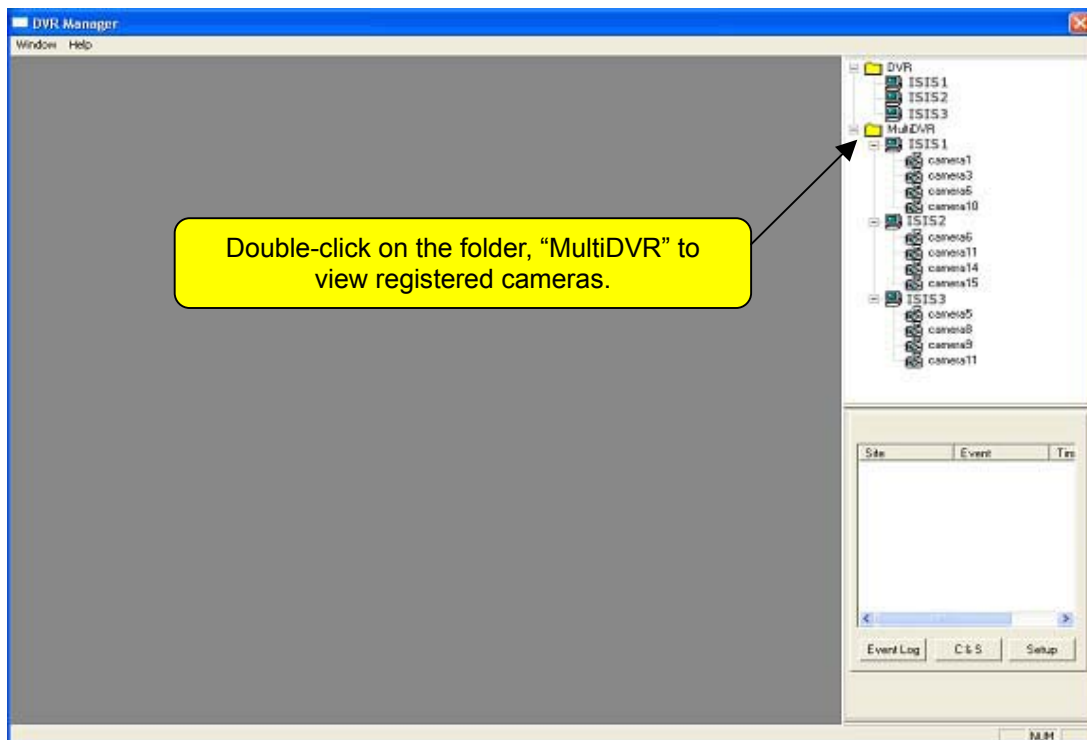 DVR Manager
Window Help
DVR
ISIS1
ISIS2
ISIS3
MultiDVR
ISIS1
camera1
camera3
camera5
camera10
ISIS2
camera6
camera11
camera14
camera15
ISIS3
camera5
camera8
camera9
camera11
Double-click on the folder, “MultiDVR” to
view registered cameras.
Site Event Tim
Event Log C & S Setup
NUM